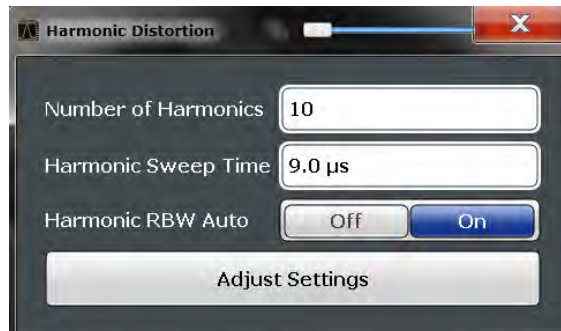 Harmonic Distortion
X
Number of Harmonics 10
Harmonic Sweep Time 9.0 µs
Harmonic RBW Auto Off On
Adjust Settings